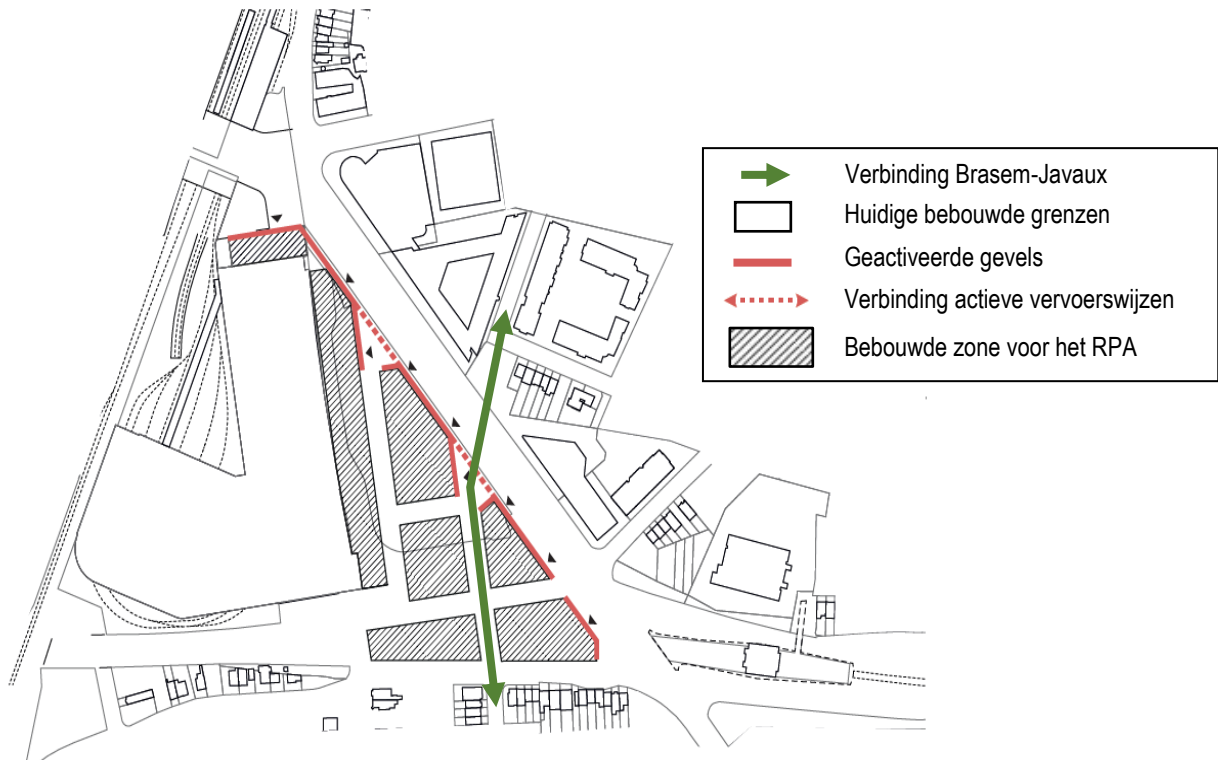 Verbinding Brasem-Javaux
Huidige bebouwde grenzen
Geactiveerde gevels
Verbinding actieve vervoerswijzen
Bebouwde zone voor het RPA